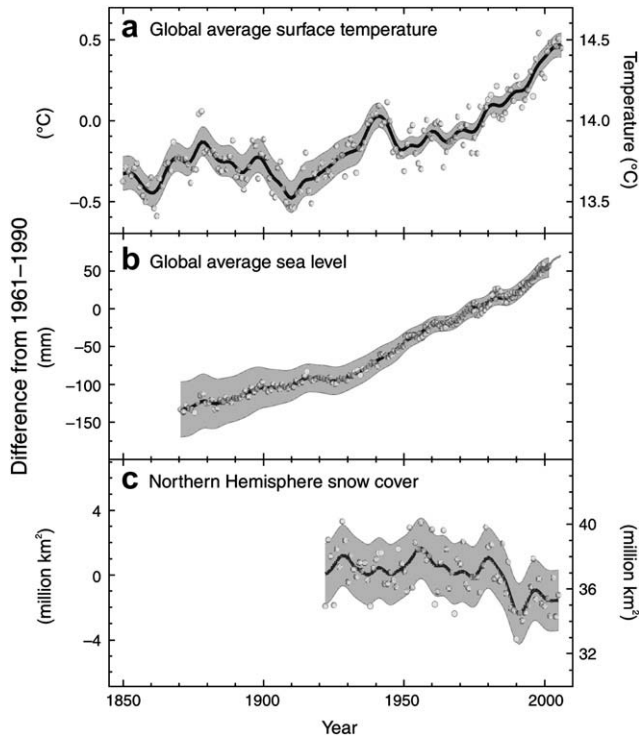 a Global average surface temperature
0.5
0.0
−0.5
(°C)
14.5
14.0
13.5
Temperature (°C)
Difference from 1961–1990
b Global average sea level
50
0
−50
−100
−150
(mm)
c Northern Hemisphere snow cover
4
0
−4
(million km²)
40
36
32
(million km²)
1850 1900 1950 2000
Year